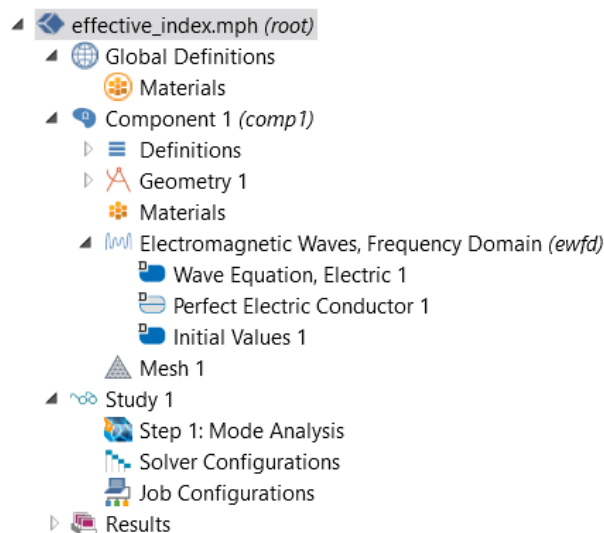 effective_index.mph (root)
Global Definitions
Materials
Component 1 (comp1)
Definitions
Geometry 1
Materials
Electromagnetic Waves, Frequency Domain (ewfd)
Wave Equation, Electric 1
Perfect Electric Conductor 1
Initial Values 1
Mesh 1
Study 1
Step 1: Mode Analysis
Solver Configurations
Job Configurations
Results